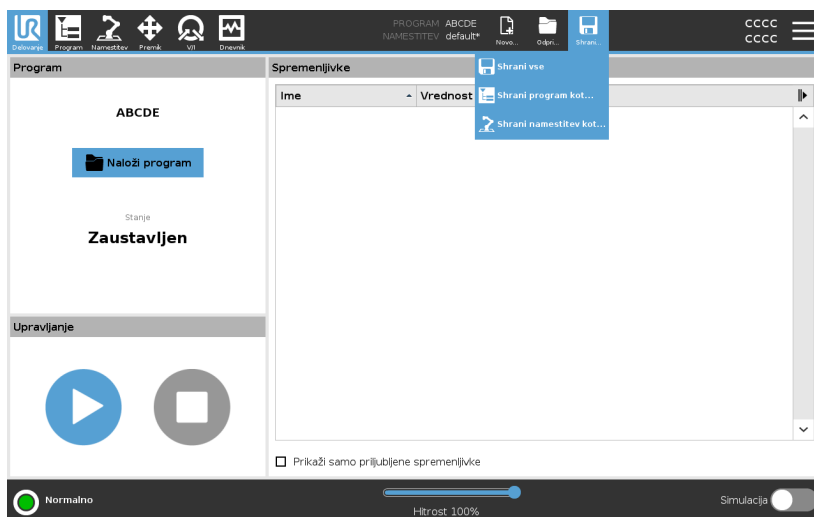 UR
Delovanje
Program
Namestitev
Premik
V/I
Dnevnik
PROGRAM ABCDE
NAMESTITEV default*
Novo...
Odpri...
Shrani...
CCCC
CCCC
Program
Spremenljivke
Shrani vse
Shrani program kot...
Shrani namestitev kot...
Ime
Vrednost
ABCDE
Naloži program
Stanje
Zaustavljen
Upravljanje
Prikaži samo priljubljene spremenljivke
Normalno
Hitrost 100%
Simulacija